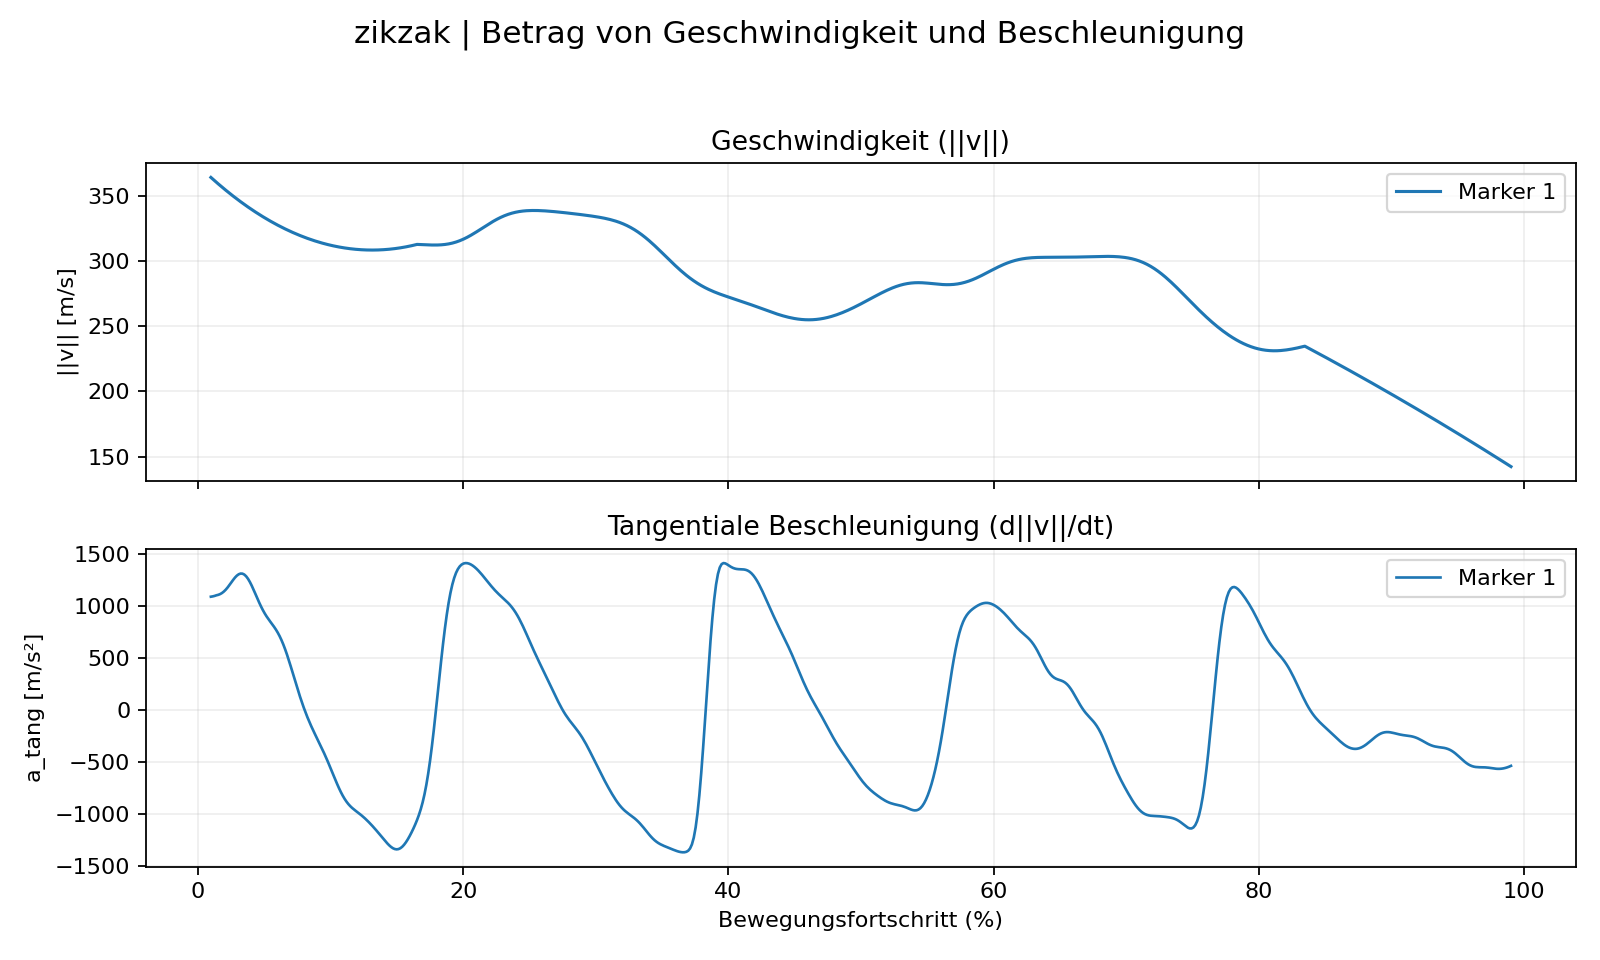 zikzak | Betrag von Geschwindigkeit und Beschleunigung
Geschwindigkeit (||v||)
||v|| [m/s]
350
300
250
200
150
Marker 1
Tangentiale Beschleunigung (d||v||/dt)
a_tang [m/s²]
1500
1000
500
0
−500
−1000
−1500
Marker 1
0 20 40 60 80 100
Bewegungsfortschritt (%)